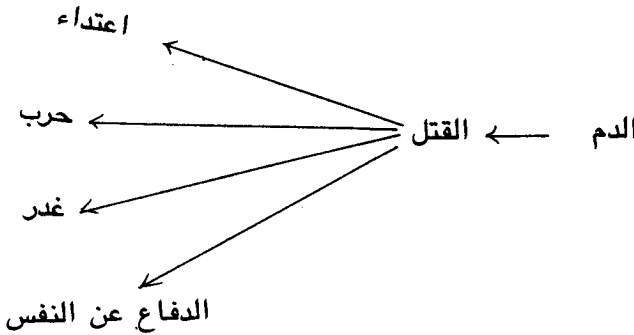 اعتداء
الدم ← القتل
حرب
غدر
الدفاع عن النفس